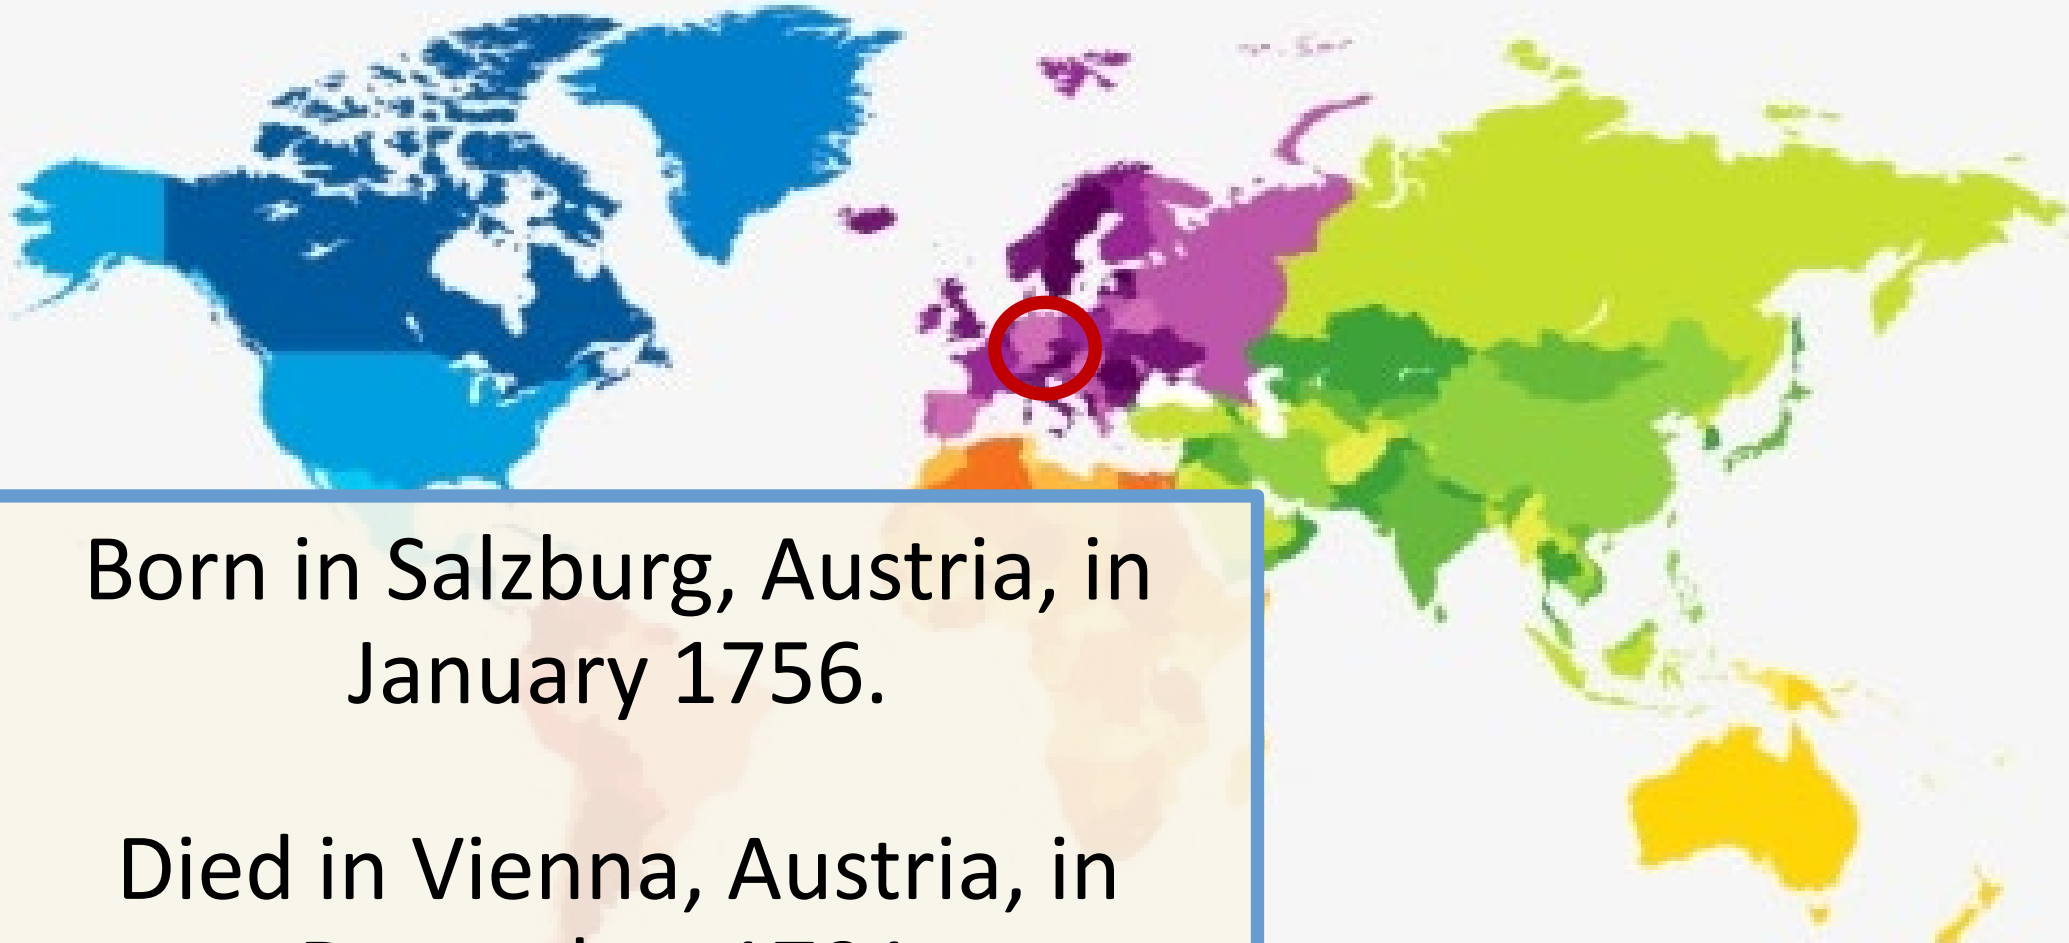 Born in Salzburg, Austria, in
January 1756.
Died in Vienna, Austria, in